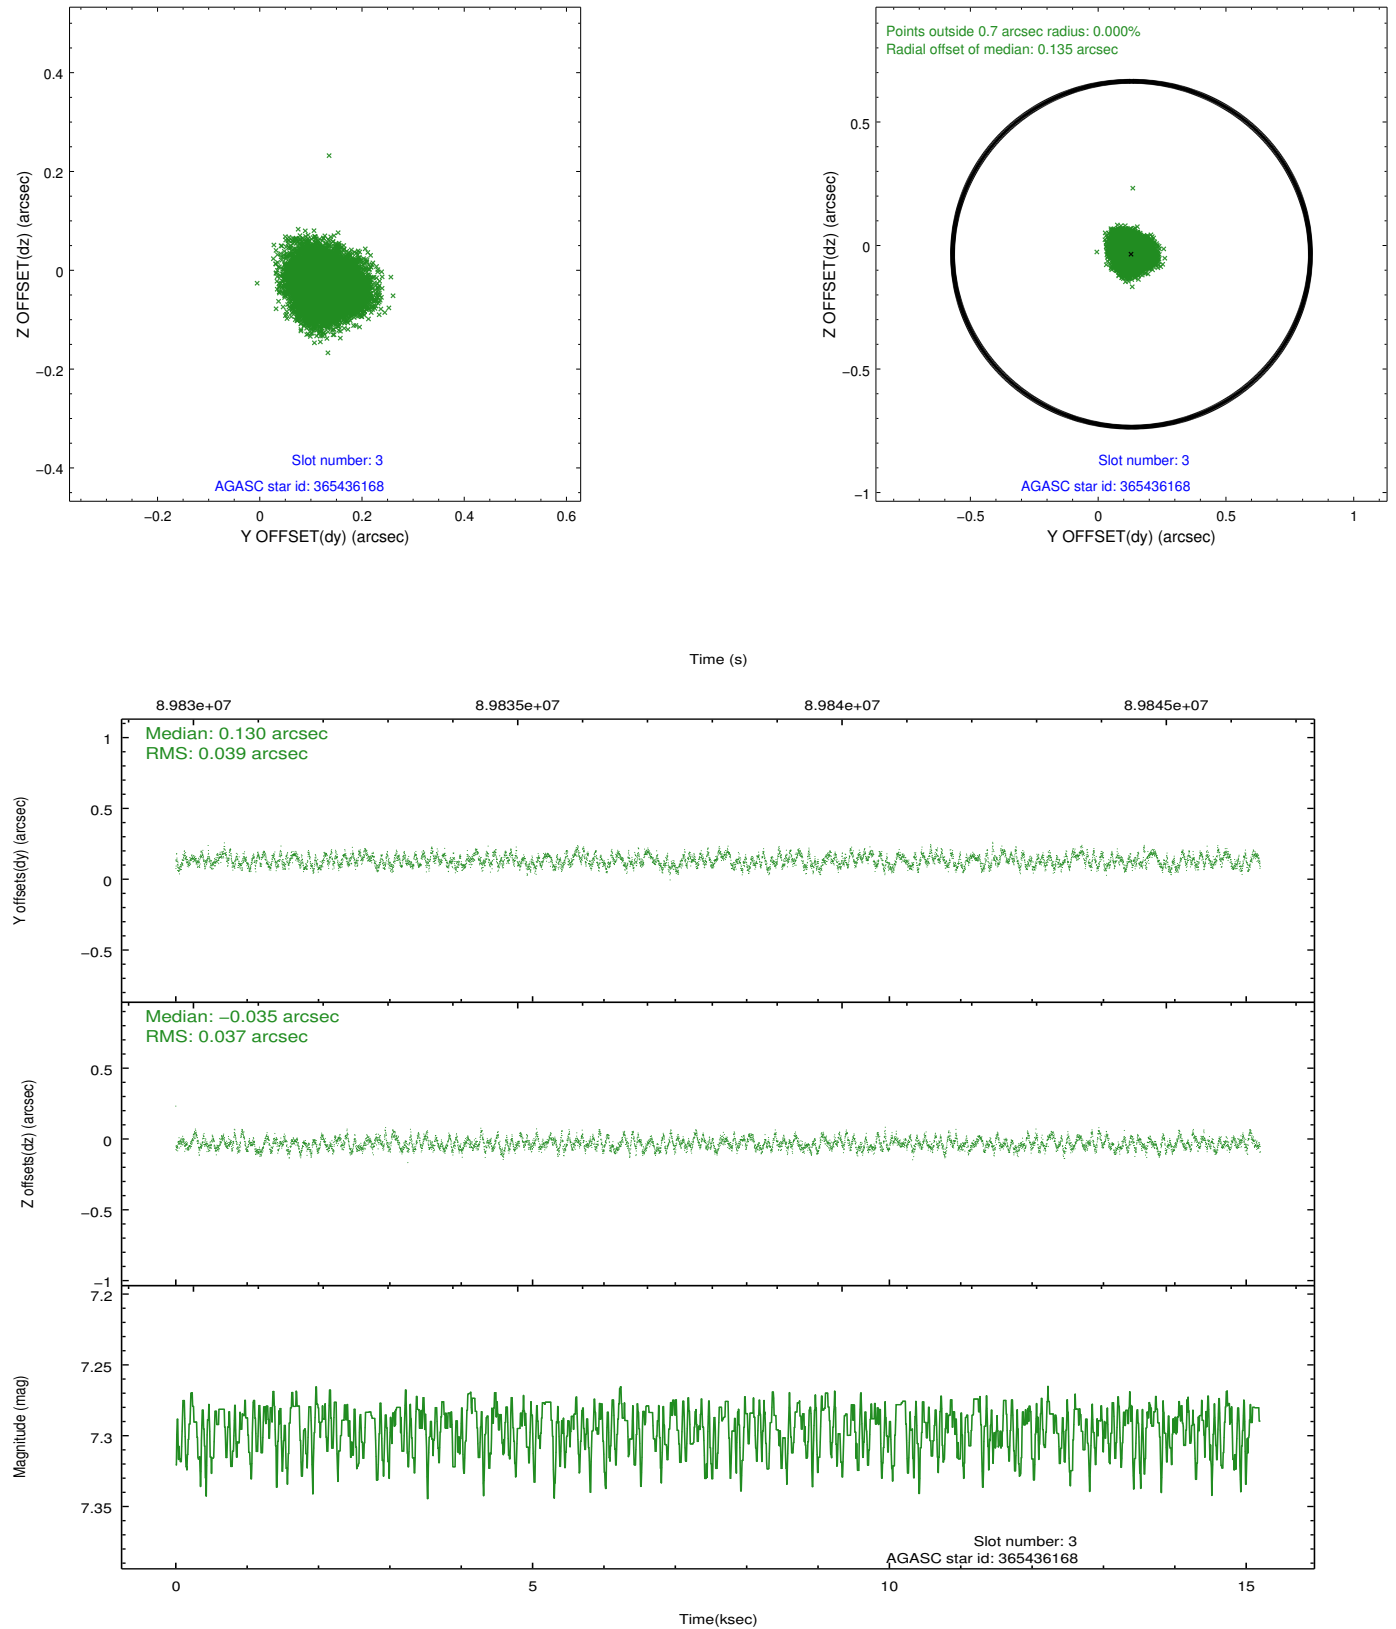 0.4
0.2
0
−0.2
−0.4
Z OFFSET(dz) (arcsec)
Slot number: 3
AGASC star id: 365436168
−0.2 0 0.2 0.4 0.6
Y OFFSET(dy) (arcsec)
Points outside 0.7 arcsec radius: 0.000%
Radial offset of median: 0.135 arcsec
0.5
0
−0.5
−1
Z OFFSET(dz) (arcsec)
Slot number: 3
AGASC star id: 365436168
−0.5 0 0.5 1
Y OFFSET(dy) (arcsec)
Time (s)
8.983e+07 8.9835e+07 8.984e+07 8.9845e+07
Median: 0.130 arcsec
RMS: 0.039 arcsec
1
0.5
0
−0.5
Y offsets(dy) (arcsec)
Median: −0.035 arcsec
RMS: 0.037 arcsec
0.5
0
−0.5
−1
Z offsets(dz) (arcsec)
7.2
7.25
7.3
7.35
Magnitude (mag)
Slot number: 3
AGASC star id: 365436168
0 5 10 15
Time(ksec)